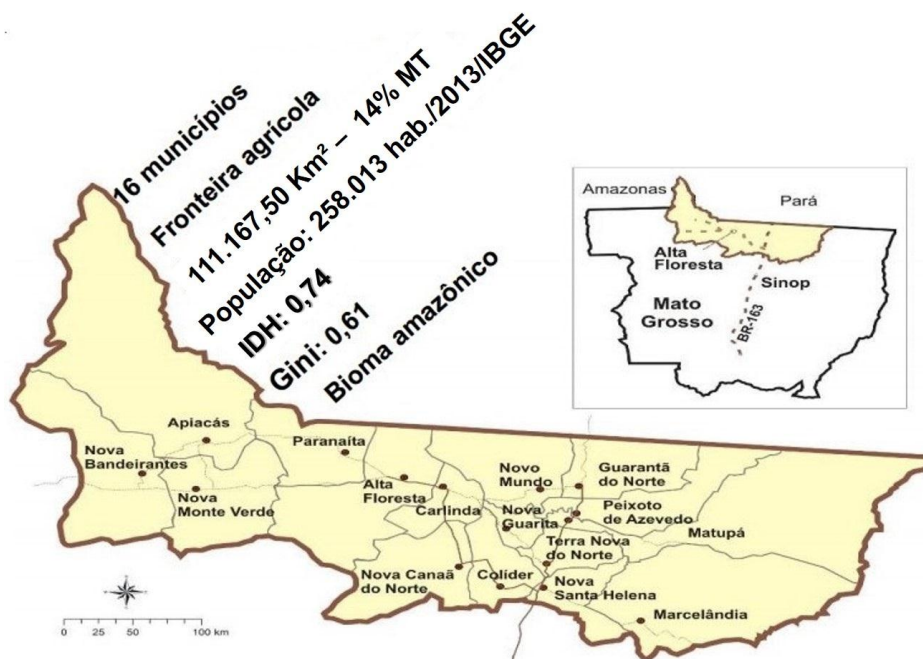 16 municípios
Fronteira agrícola
111.167,50 Km² – 14% MT
População: 258.013 hab./2013/IBGE
IDH: 0,74
Gini: 0,61
Bioma amazônico
Amazonas
Pará
Alta
Floresta
Sinop
Mato
Grosso
BR-163
Apiacás
Nova
Bandeirantes
Nova
Monte Verde
Paranaíta
Alta
Floresta
Carlinda
Novo
Mundo
Guarantã
do Norte
Nova
Guarita
Peixoto
de Azevedo
Matupá
Terra Nova
do Norte
Nova Canaã
do Norte
Colíder
Nova
Santa Helena
Marcelândia
0 25 50 100 km